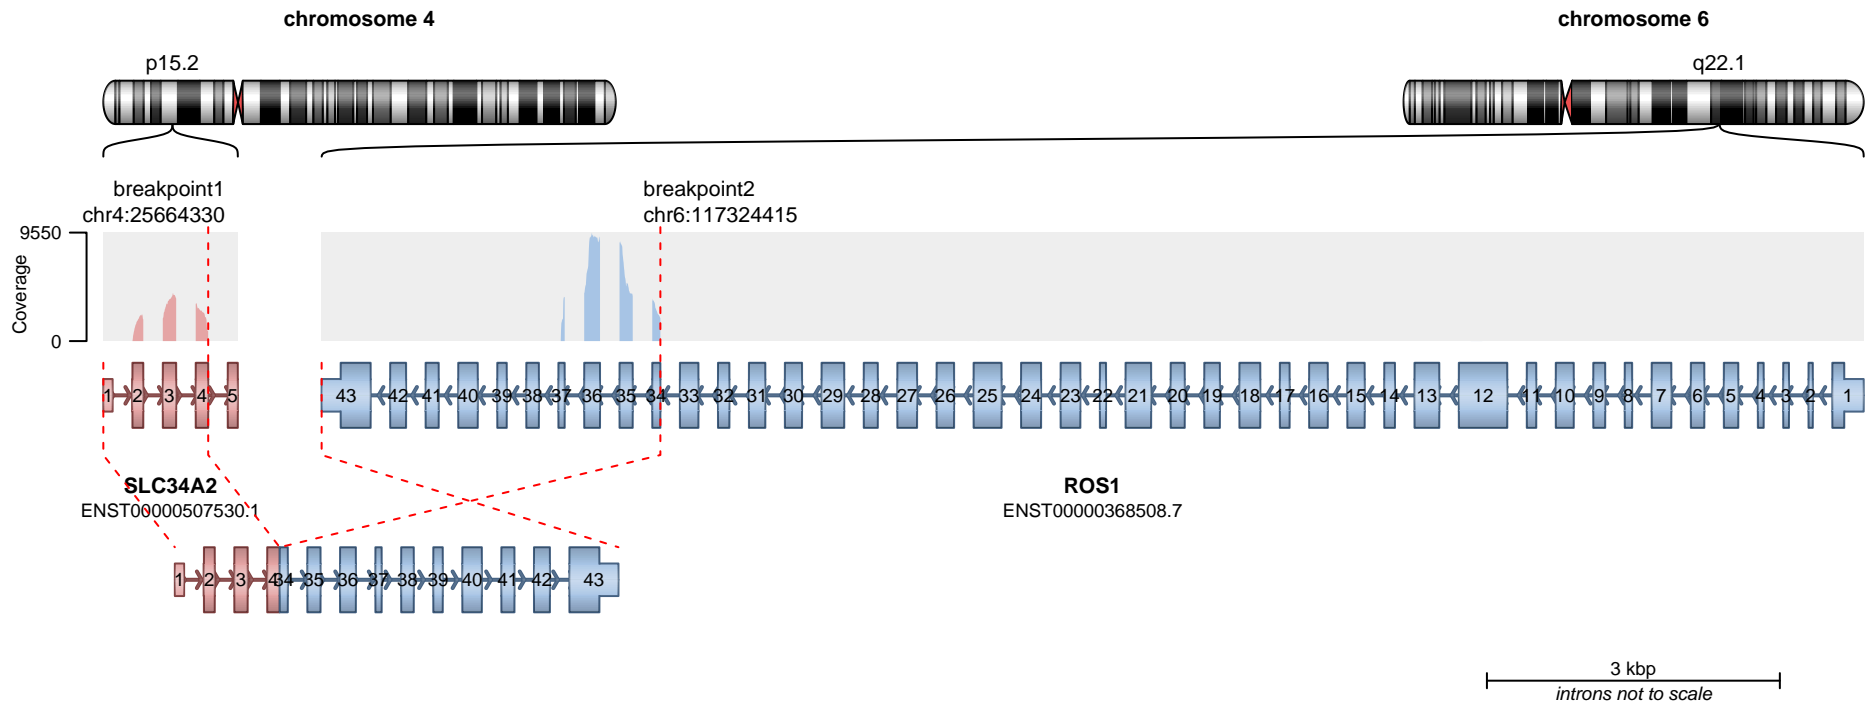 chromosome 4
chromosome 6
p15.2
q22.1
breakpoint1
chr4:25664330
breakpoint2
chr6:117324415
9550
Coverage
0
1 2 3 4 5
43 42 41 40 39 38 37 36 35 34 33 32 31 30 29 28 27 26 25 24 23 22 21 20 19 18 17 16 15 14 13 12 11 10 9 8 7 6 5 4 3 2 1
SLC34A2
ENST00000507530.1
ROS1
ENST00000368508.7
1 2 3 4 34 35 36 37 38 39 40 41 42 43
3 kbp
introns not to scale